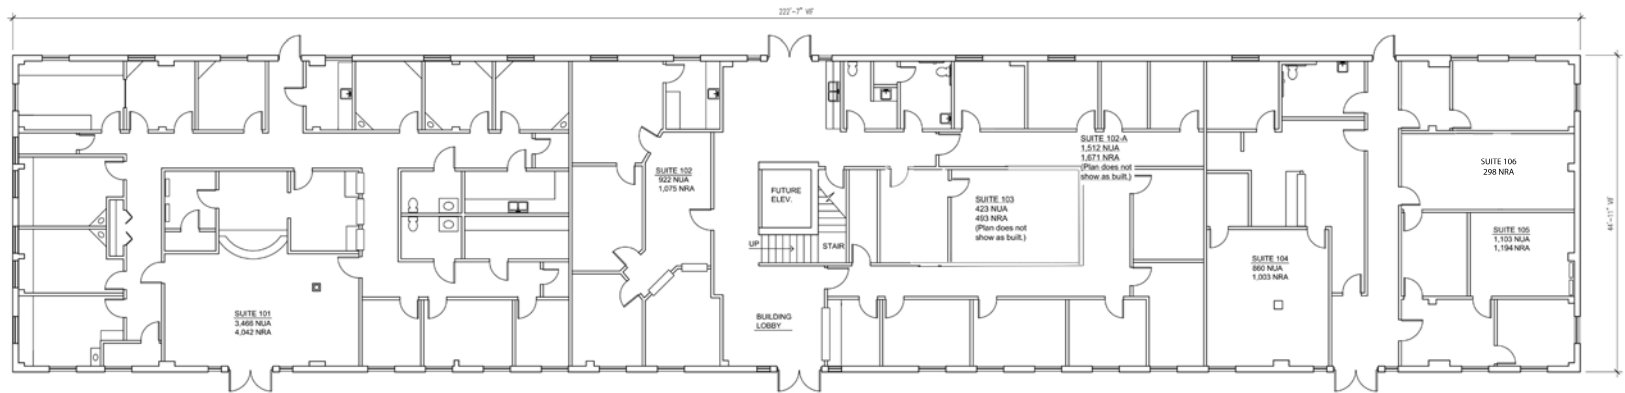 222'-7" VIF
SUITE 102-A
1,512 NUA
1,671 NRA
(Plan does not
show as built.)
SUITE 106
298 NRA
SUITE 102
922 NUA
1,075 NRA
FUTURE
ELEV.
SUITE 103
423 NUA
493 NRA
(Plan does not
show as built.)
44'-11" VIF
UP
STAIR
SUITE 105
1,103 NUA
1,194 NRA
SUITE 104
860 NUA
1,003 NRA
SUITE 101
3,466 NUA
4,042 NRA
BUILDING
LOBBY